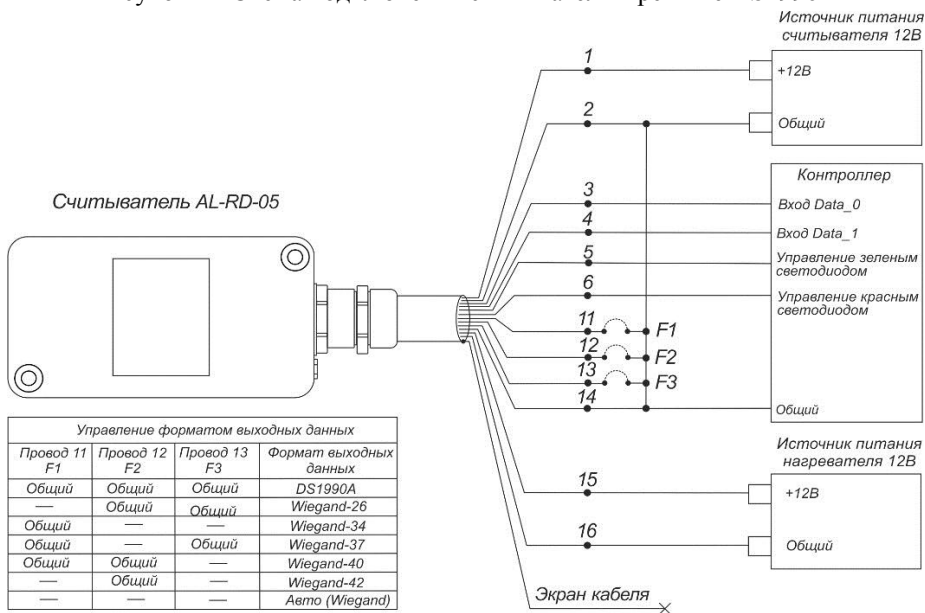 Источник питания
считывателя 12В
1
+12В
2
Общий
Контроллер
3
Вход Data_0
4
Вход Data_1
5
Управление зеленым
светодиодом
6
Управление красным
светодиодом
11
F1
12
F2
13
F3
14
Общий
Считыватель AL-RD-05
Источник питания
нагревателя 12В
15
+12В
16
Общий
Экран кабеля
Управление форматом выходных данных
Провод 11 F1 Провод 12 F2 Провод 13 F3 Формат выходных данных
Общий Общий Общий DS1990A
— Общий Общий Wiegand-26
Общий — — Wiegand-34
Общий — Общий Wiegand-37
Общий Общий — Wiegand-40
— Общий — Wiegand-42
— — — Авто (Wiegand)